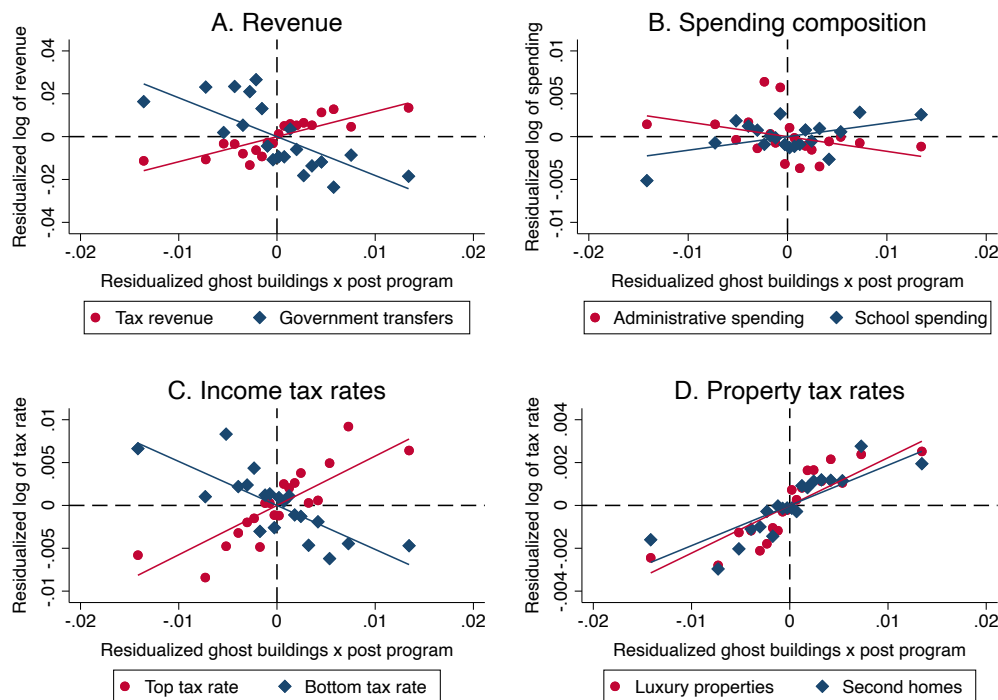 A. Revenue
Residualized log of revenue
.04
.02
0
-.02
-.04
-.02
-.01
0
.01
.02
Residualized ghost buildings x post program
Tax revenue
Government transfers
B. Spending composition
Residualized log of spending
.01
.005
0
-.005
-.01
-.02
-.01
0
.01
.02
Residualized ghost buildings x post program
Administrative spending
School spending
C. Income tax rates
Residualized log of tax rate
.01
.005
0
-.005
-.01
-.02
-.01
0
.01
.02
Residualized ghost buildings x post program
Top tax rate
Bottom tax rate
D. Property tax rates
Residualized log of tax rate
.004
.002
0
-.002
-.004
-.02
-.01
0
.01
.02
Residualized ghost buildings x post program
Luxury properties
Second homes